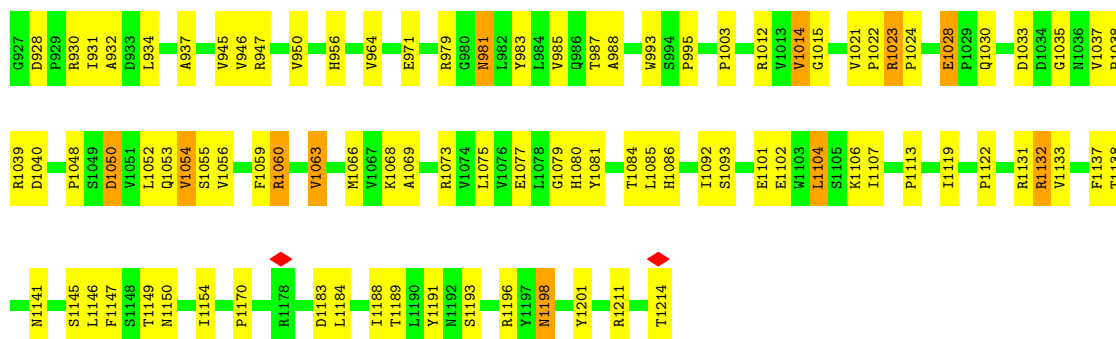 G927 D928 P929 R930 I931 A932 D933 L934 A937 V945 V946 R947 V950 H956 V964 E971 R979 G980 N981 L982 Y983 L984 V985 Q986 T987 A988 W993 S994 P995 P1003 R1012 V1013 V1014 G1015 V1021 P1022 R1023 P1024 E1028 P1029 Q1030 D1033 D1034 G1035 N1036 V1037
R1039 D1040 P1048 S1049 D1050 V1051 L1052 Q1053 V1054 S1055 V1056 F1059 R1060 V1063 M1066 V1067 K1068 A1069 R1073 V1074 L1075 V1076 E1077 L1078 G1079 H1080 Y1081 T1084 L1085 H1086 I1092 S1093 E1101 E1102 W1103 L1104 S1105 K1106 I1107 P1113 I1119 P1122 R1131 R1132 V1133 F1137 T1138
N1141 S1145 L1146 F1147 S1148 T1149 N1150 I1154 P1170 R1178 D1183 L1184 I1188 T1189 L1190 Y1191 N1192 S1193 R1196 Y1197 N1198 Y1201 R1211 T1214